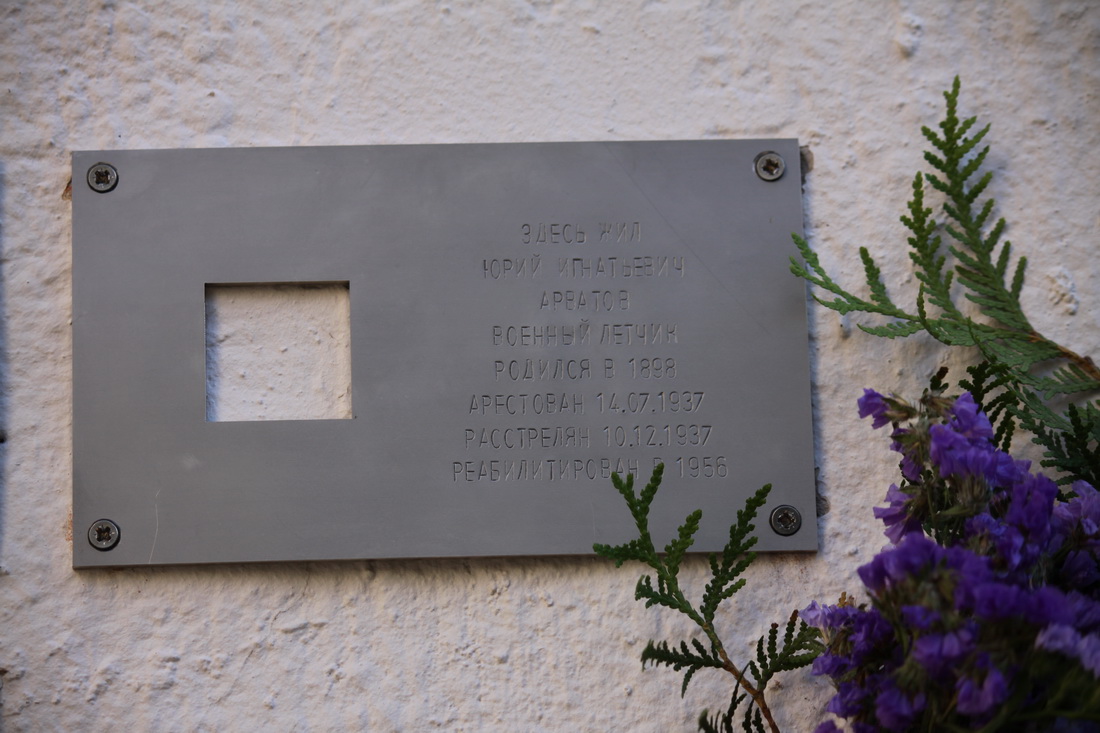 ЗДЕСЬ ЖИЛ
ЮРИЙ ИГНАТЬЕВИЧ
АРВАТОВ
ВОЕННЫЙ ЛЕТЧИК
РОДИЛСЯ В 1898
АРЕСТОВАН 14.07.1937
РАССТРЕЛЯН 10.12.1937
РЕАБИЛИТИРОВАН В 1956